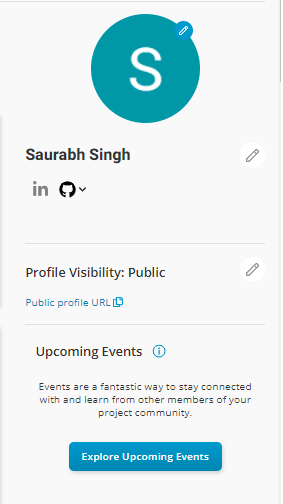 S
Saurabh Singh
in
Profile Visibility: Public
Public profile URL
Upcoming Events
Events are a fantastic way to stay connected
with and learn from other members of your
project community.
Explore Upcoming Events